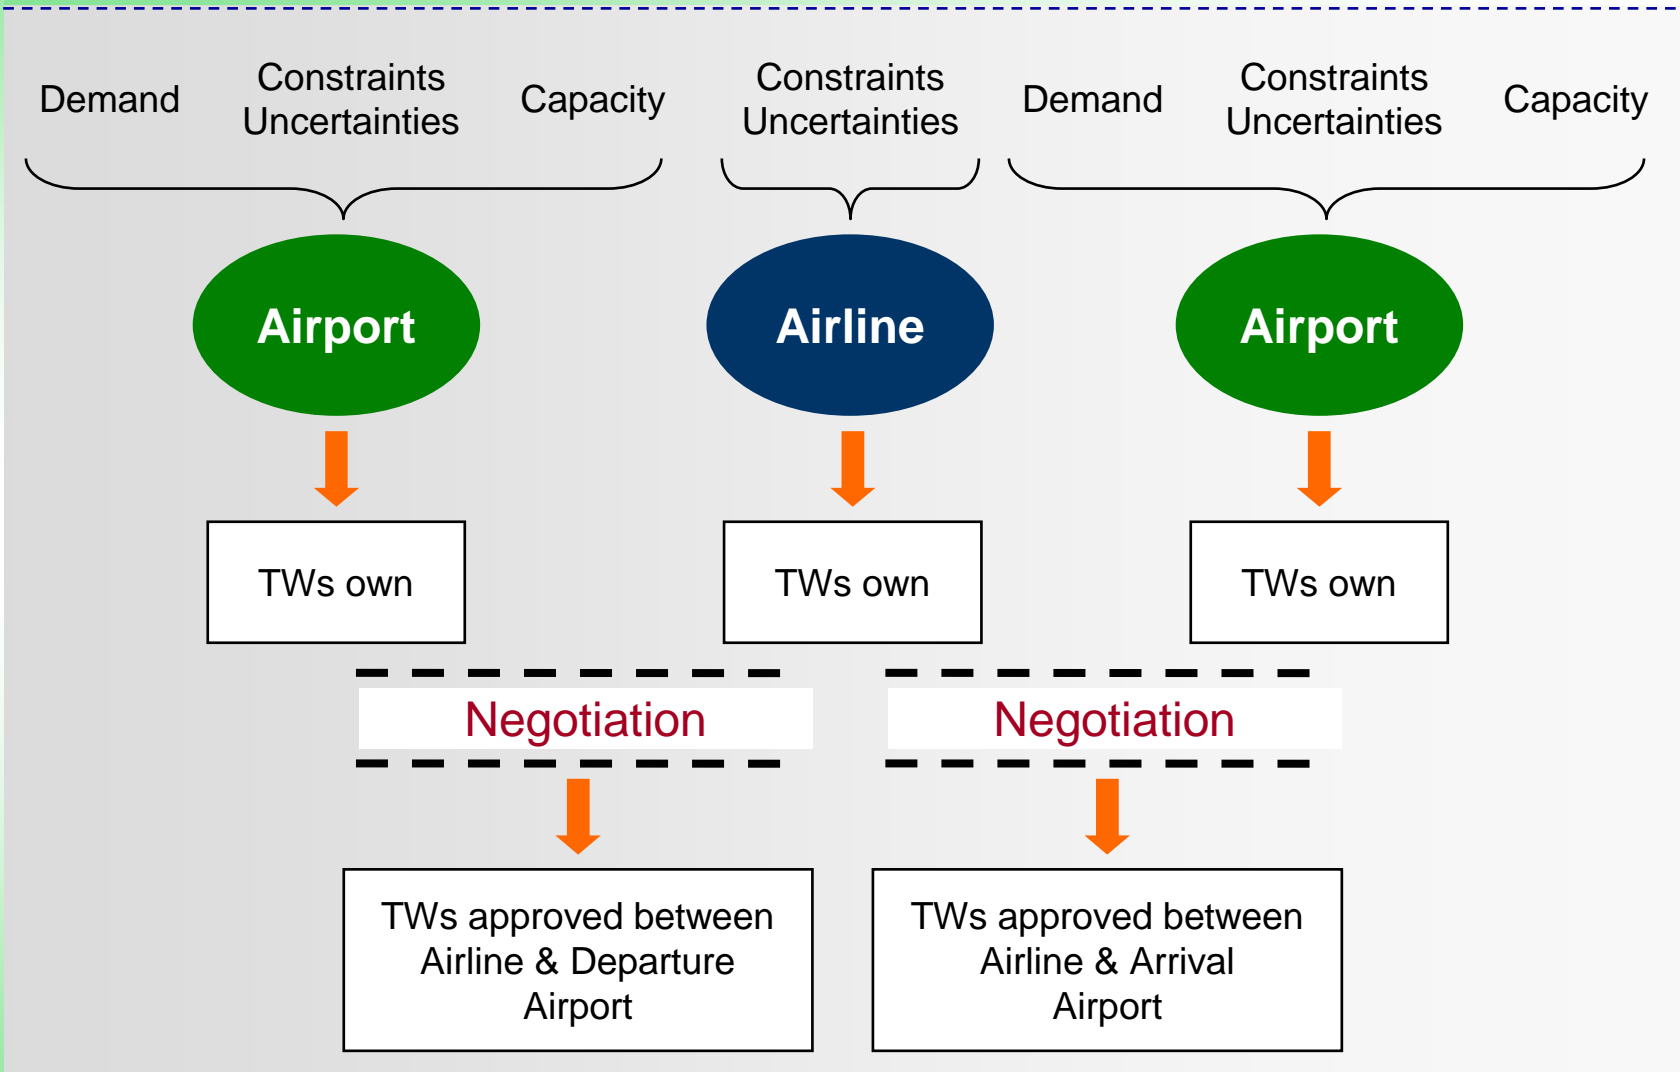 Demand
Constraints
Uncertainties
Capacity
Constraints
Uncertainties
Demand
Constraints
Uncertainties
Capacity
Airport
Airline
Airport
TWs own
TWs own
TWs own
Negotiation
Negotiation
TWs approved between
Airline & Departure
Airport
TWs approved between
Airline & Arrival
Airport